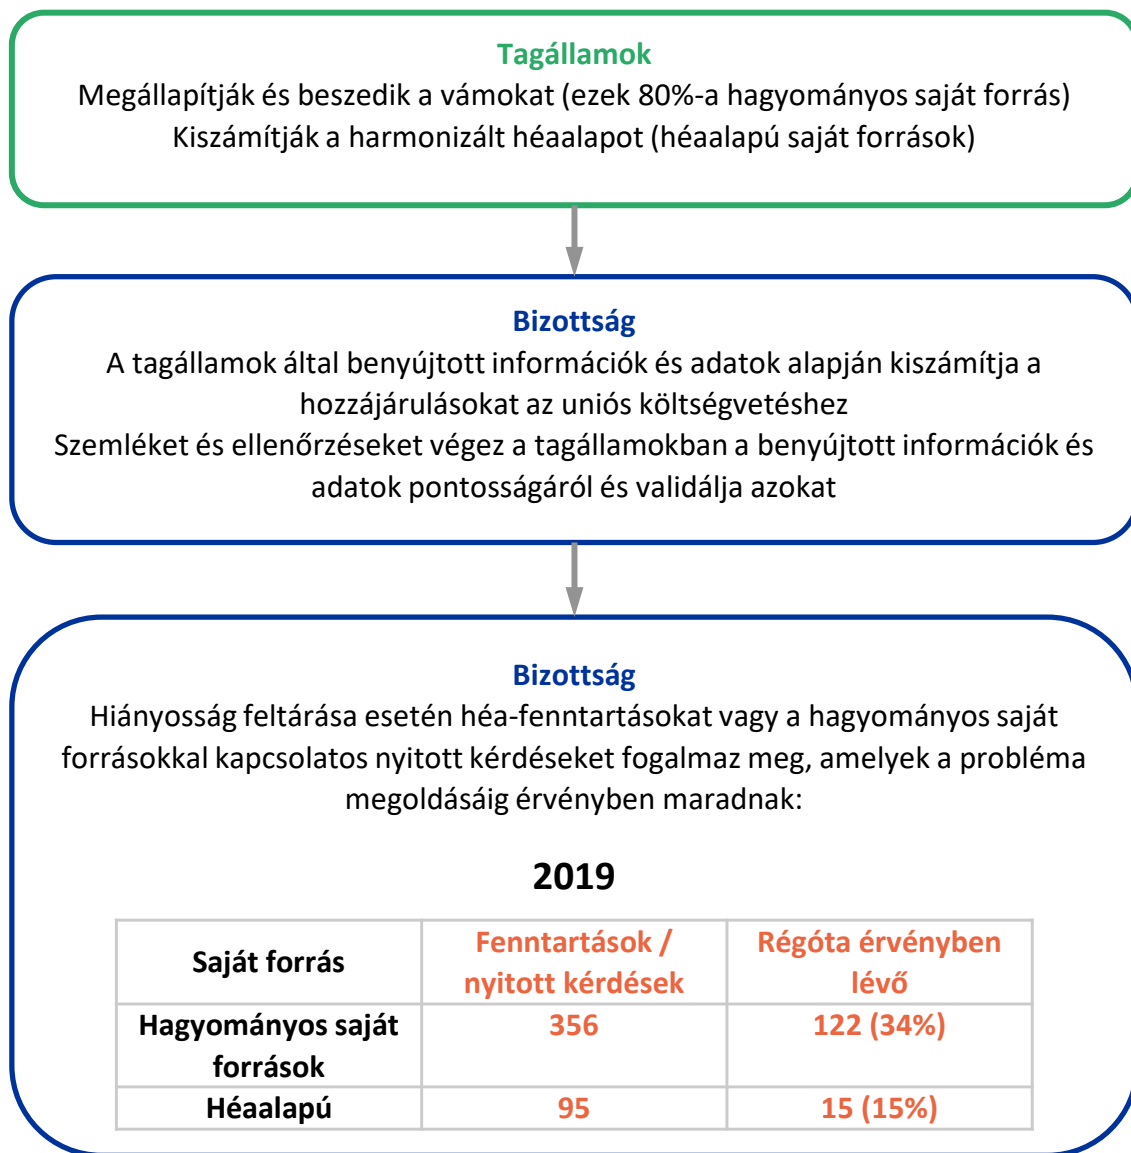 Tagállamok
Megállapítják és beszedik a vámokat (ezek 80%-a hagyományos saját forrás)
Kiszámítják a harmonizált héaalapot (héaalapú saját források)
Bizottság
A tagállamok által benyújtott információk és adatok alapján kiszámítja a
hozzájárulásokat az uniós költségvetéshez
Szemléket és ellenőrzéseket végez a tagállamokban a benyújtott információk és
adatok pontosságáról és validálja azokat
Bizottság
Hiányosság feltárása esetén héa-fenntartásokat vagy a hagyományos saját
forrásokkal kapcsolatos nyitott kérdéseket fogalmaz meg, amelyek a probléma
megoldásáig érvényben maradnak:
2019
Saját forrás
Fenntartások /
nyitott kérdések
Régóta érvényben
lévő
Hagyományos saját
források
356
122 (34%)
Héaalapú
95
15 (15%)